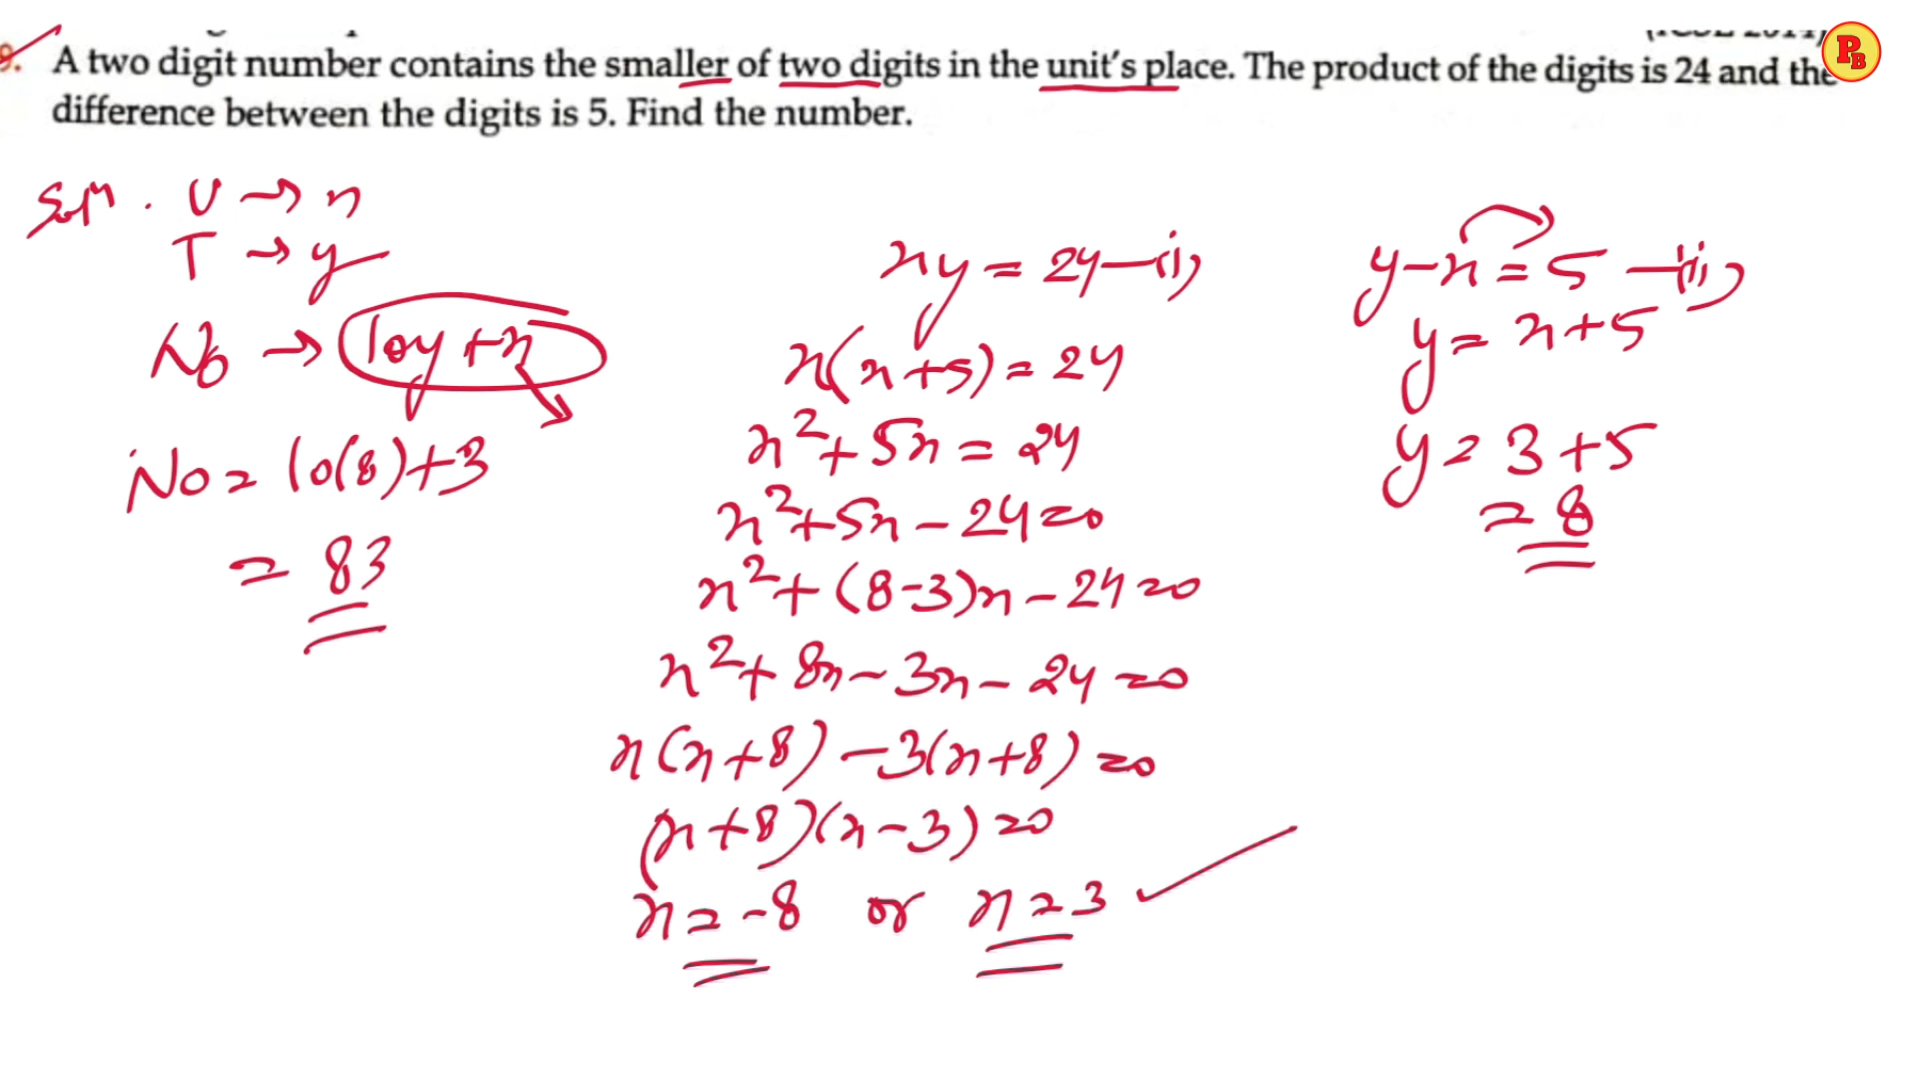 9. A two digit number contains the smaller of two digits in the unit's place. The product of the digits is 24 and the
difference between the digits is 5. Find the number.
PB
Soln. U → x
T → y
No → 10y + x
No = 10(8)+3
= 83
xy = 24 —(i)
x(x+5) = 24
x²+5x = 24
x²+5x - 24 = 0
x²+(8-3)x - 24 = 0
x²+8x - 3x - 24 = 0
x(x+8) - 3(x+8) = 0
(x+8)(x-3) = 0
x = -8 or x = 3 ✓
y - x = 5 —(ii)
y = x+5
y = 3+5
= 8